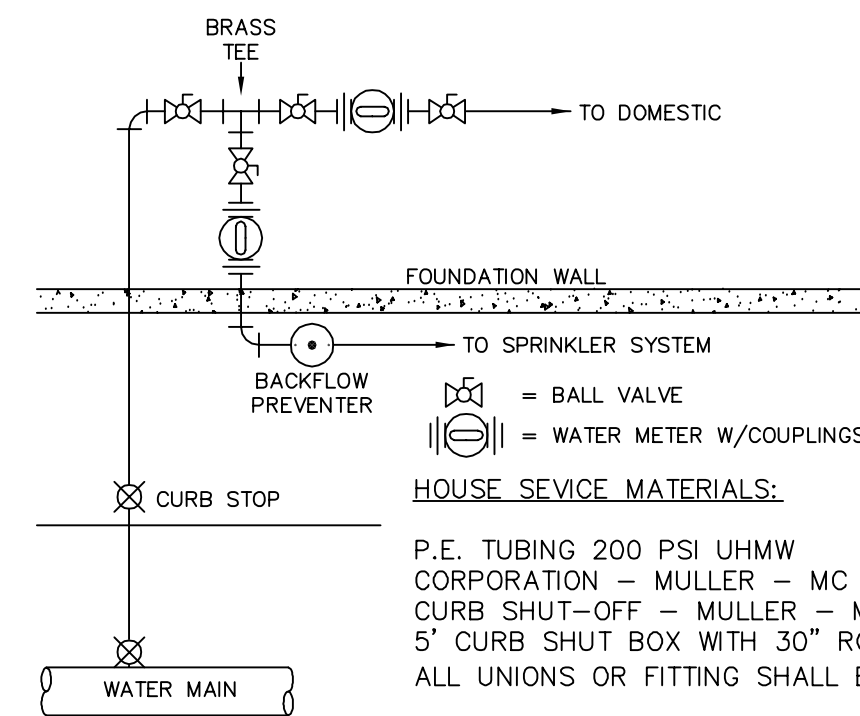 BRASS
TEE
TO DOMESTIC
FOUNDATION WALL
TO SPRINKLER SYSTEM
BACKFLOW
PREVENTER
= BALL VALVE
= WATER METER W/COUPLINGS
CURB STOP
HOUSE SEVICE MATERIALS:
P.E. TUBING 200 PSI UHMW
CORPORATION – MULLER – MC
CURB SHUT–OFF – MULLER –
5' CURB SHUT BOX WITH 30"
ALL UNIONS OR FITTING SHALL
WATER MAIN